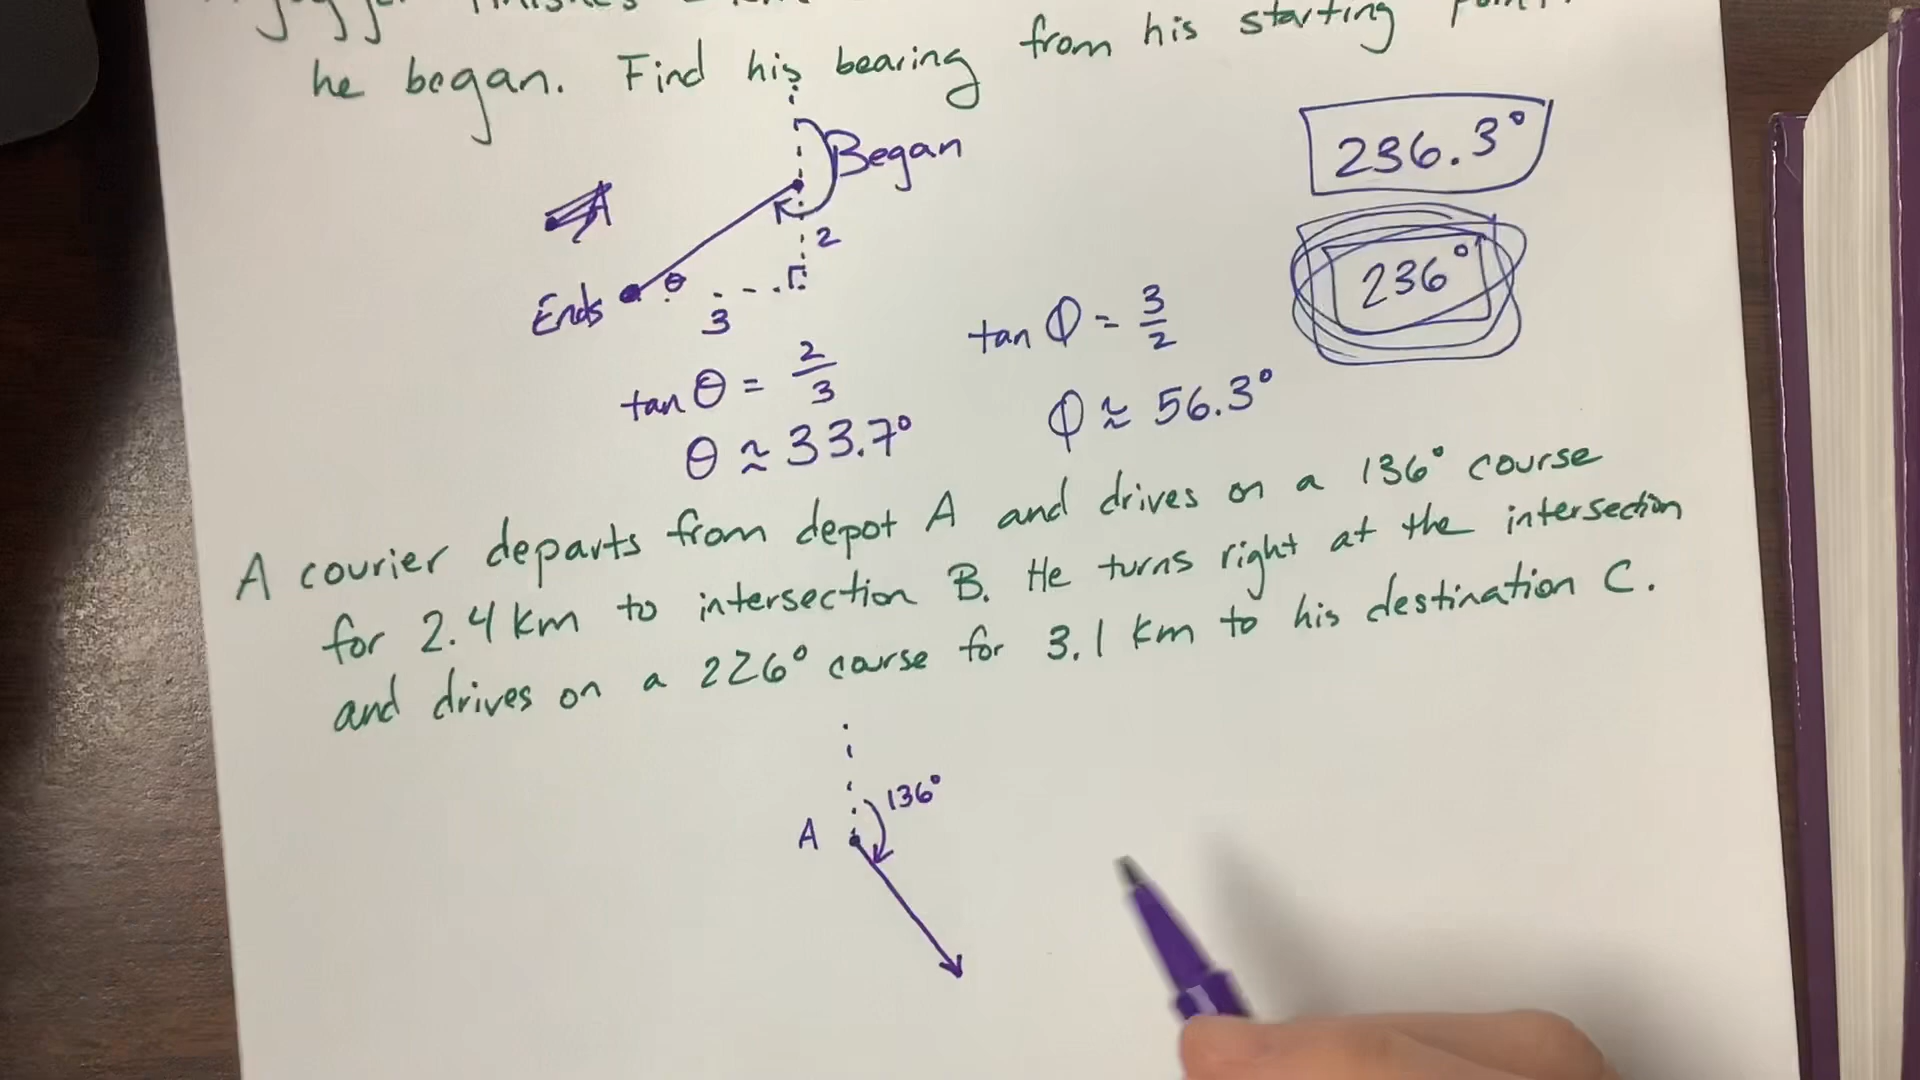 he began. Find his bearing from his starting point.
Began
236.3°
2
236°
Ends
θ
3
tan θ = 2/3
tan Φ = 3/2
θ ≈ 33.7°
Φ ≈ 56.3°
A courier departs from depot A and drives on a 136° course
for 2.4 km to intersection B. He turns right at the intersection
and drives on a 226° course for 3.1 km to his destination C.
136°
A